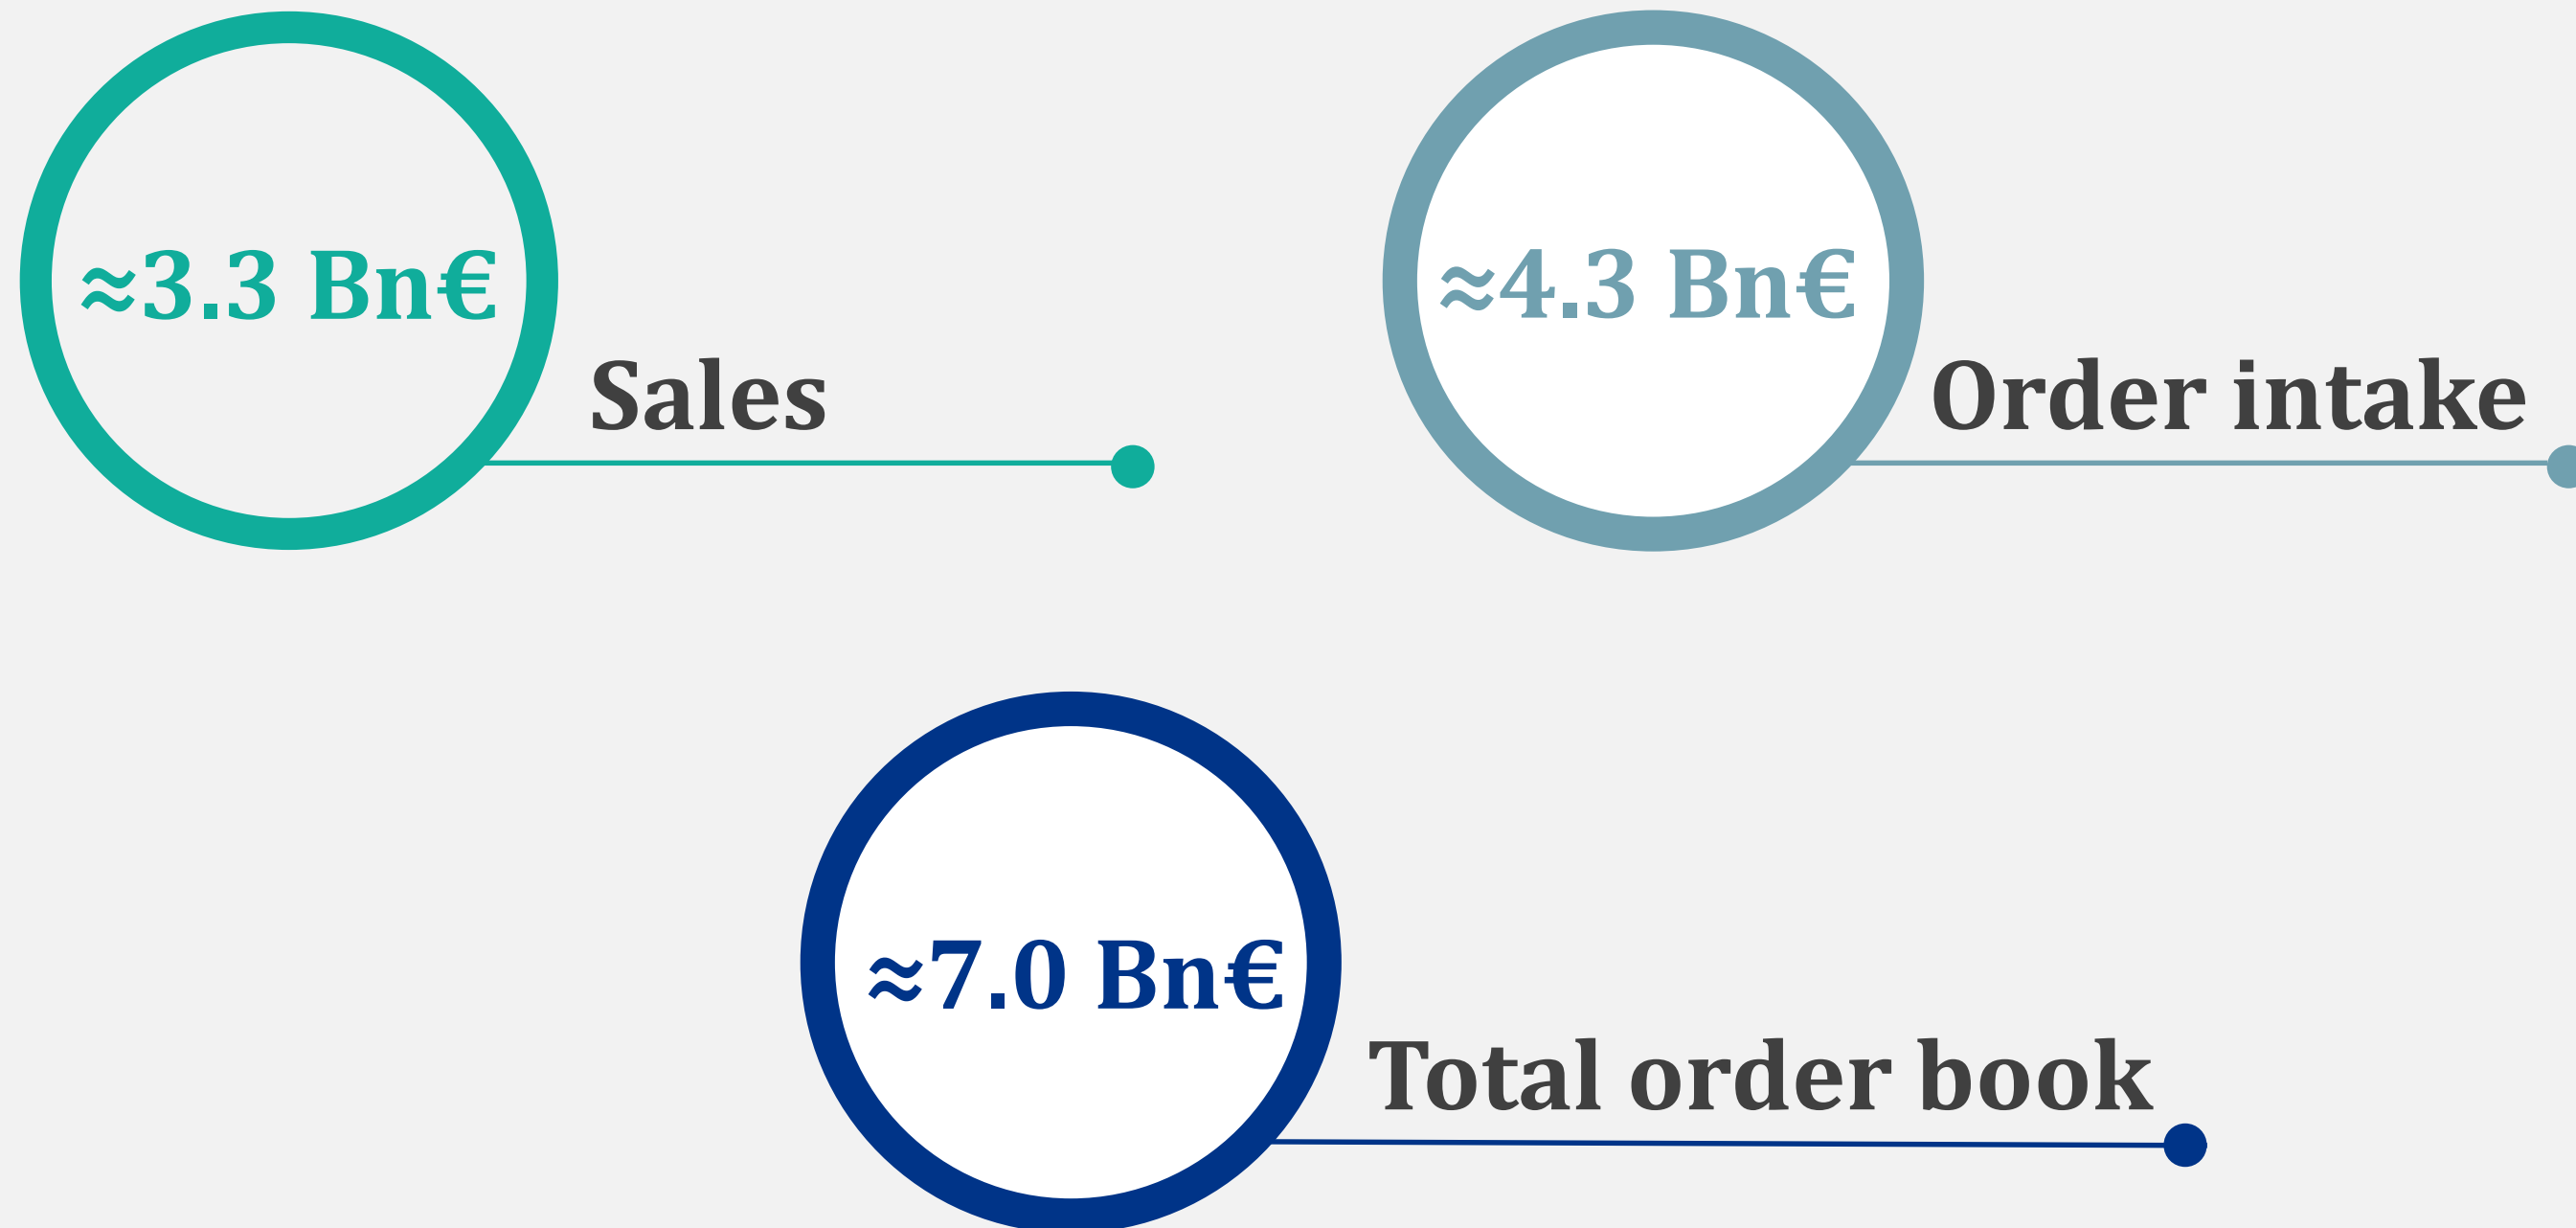 ≈3.3 Bn€
Sales
≈4.3 Bn€
Order intake
≈7.0 Bn€
Total order book